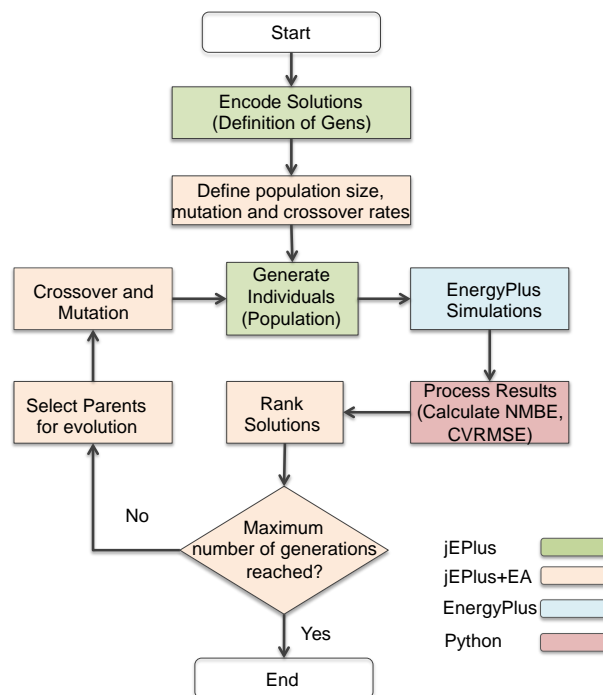 Start
Encode Solutions
(Definition of Gens)
Define population size,
mutation and crossover rates
Crossover and
Mutation
Generate
Individuals
(Population)
EnergyPlus
Simulations
Select Parents
for evolution
Rank
Solutions
Process Results
(Calculate NMBE,
CVRMSE)
No
Maximum
number of generations
reached?
Yes
End
jEPlus
jEPlus+EA
EnergyPlus
Python